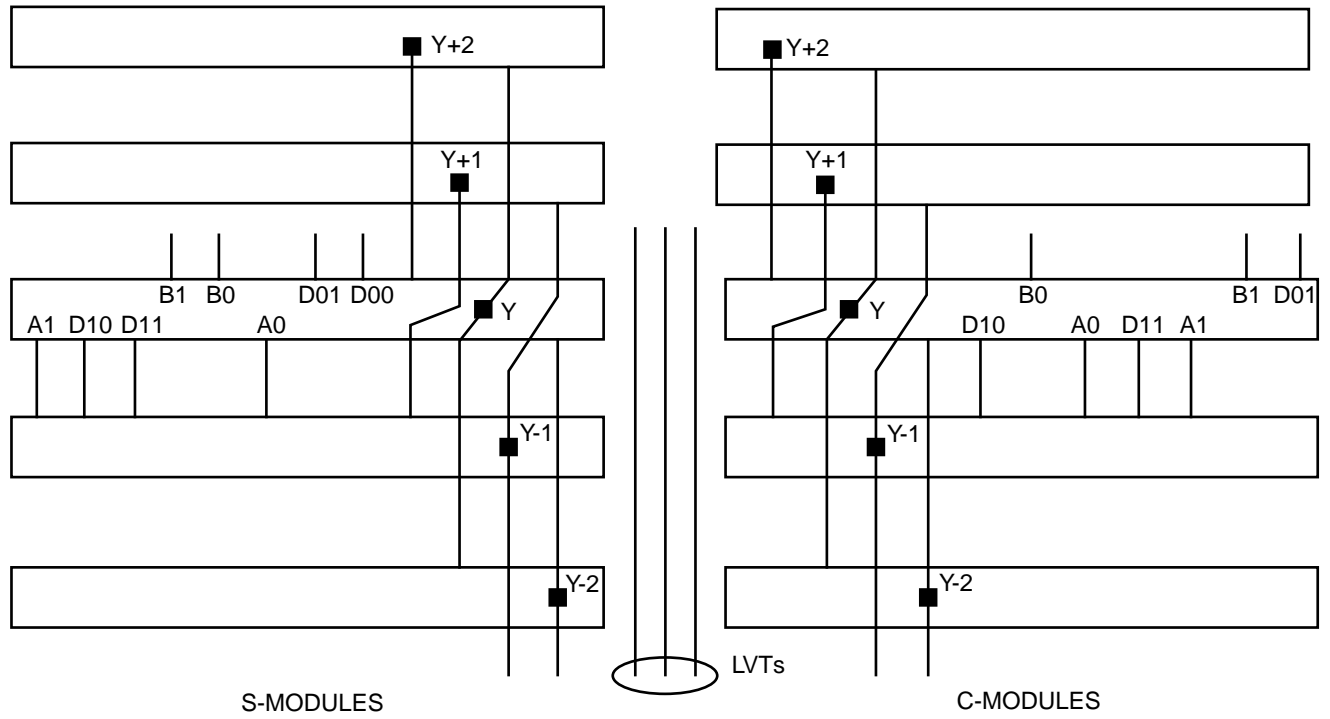 Y+2
Y+2
Y+1
Y+1
B1 B0 D01 D00
B0 B1 D01
Y
Y
A1 D10 D11 A0
D10 A0 D11 A1
Y-1
Y-1
Y-2
Y-2
LVTs
S-MODULES
C-MODULES